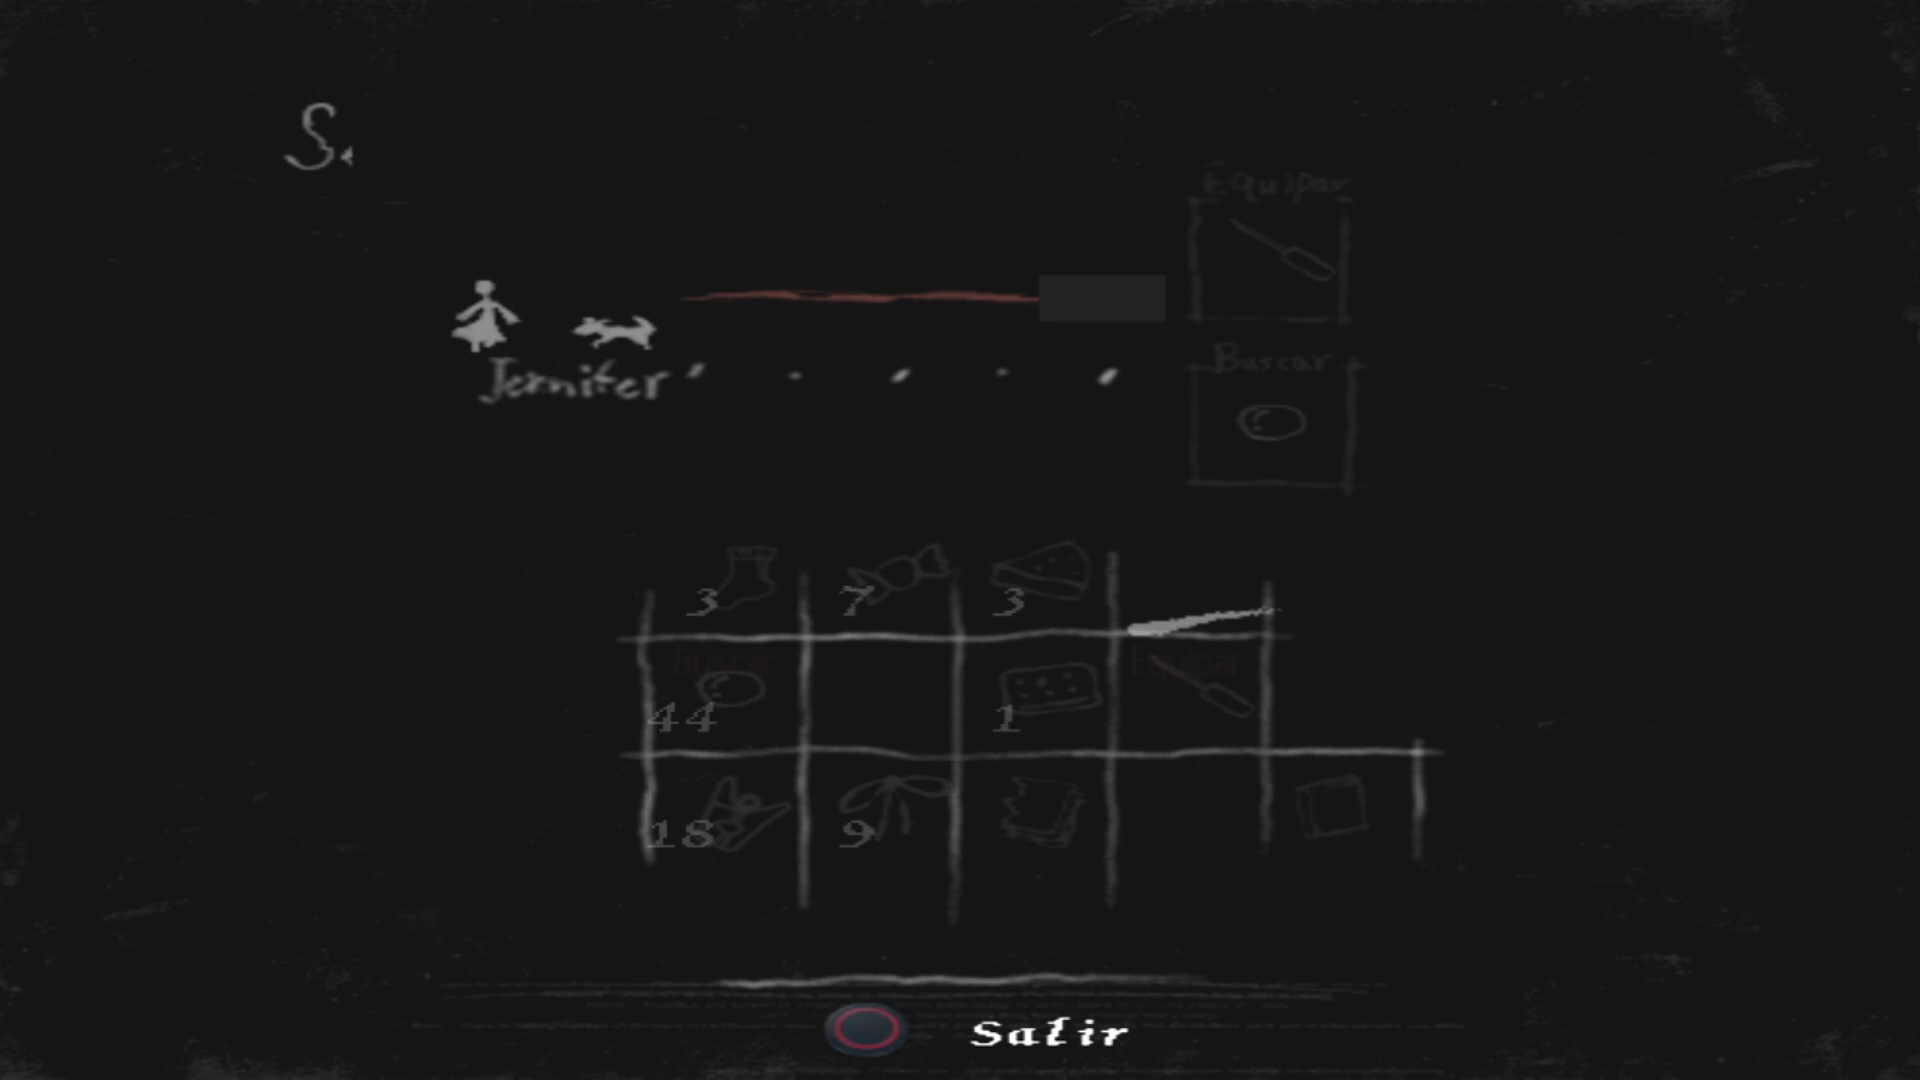 S
Equipar
Jennifer
Buscar
3 7 3
Buscar Equipar
44 1
18 9
Salir